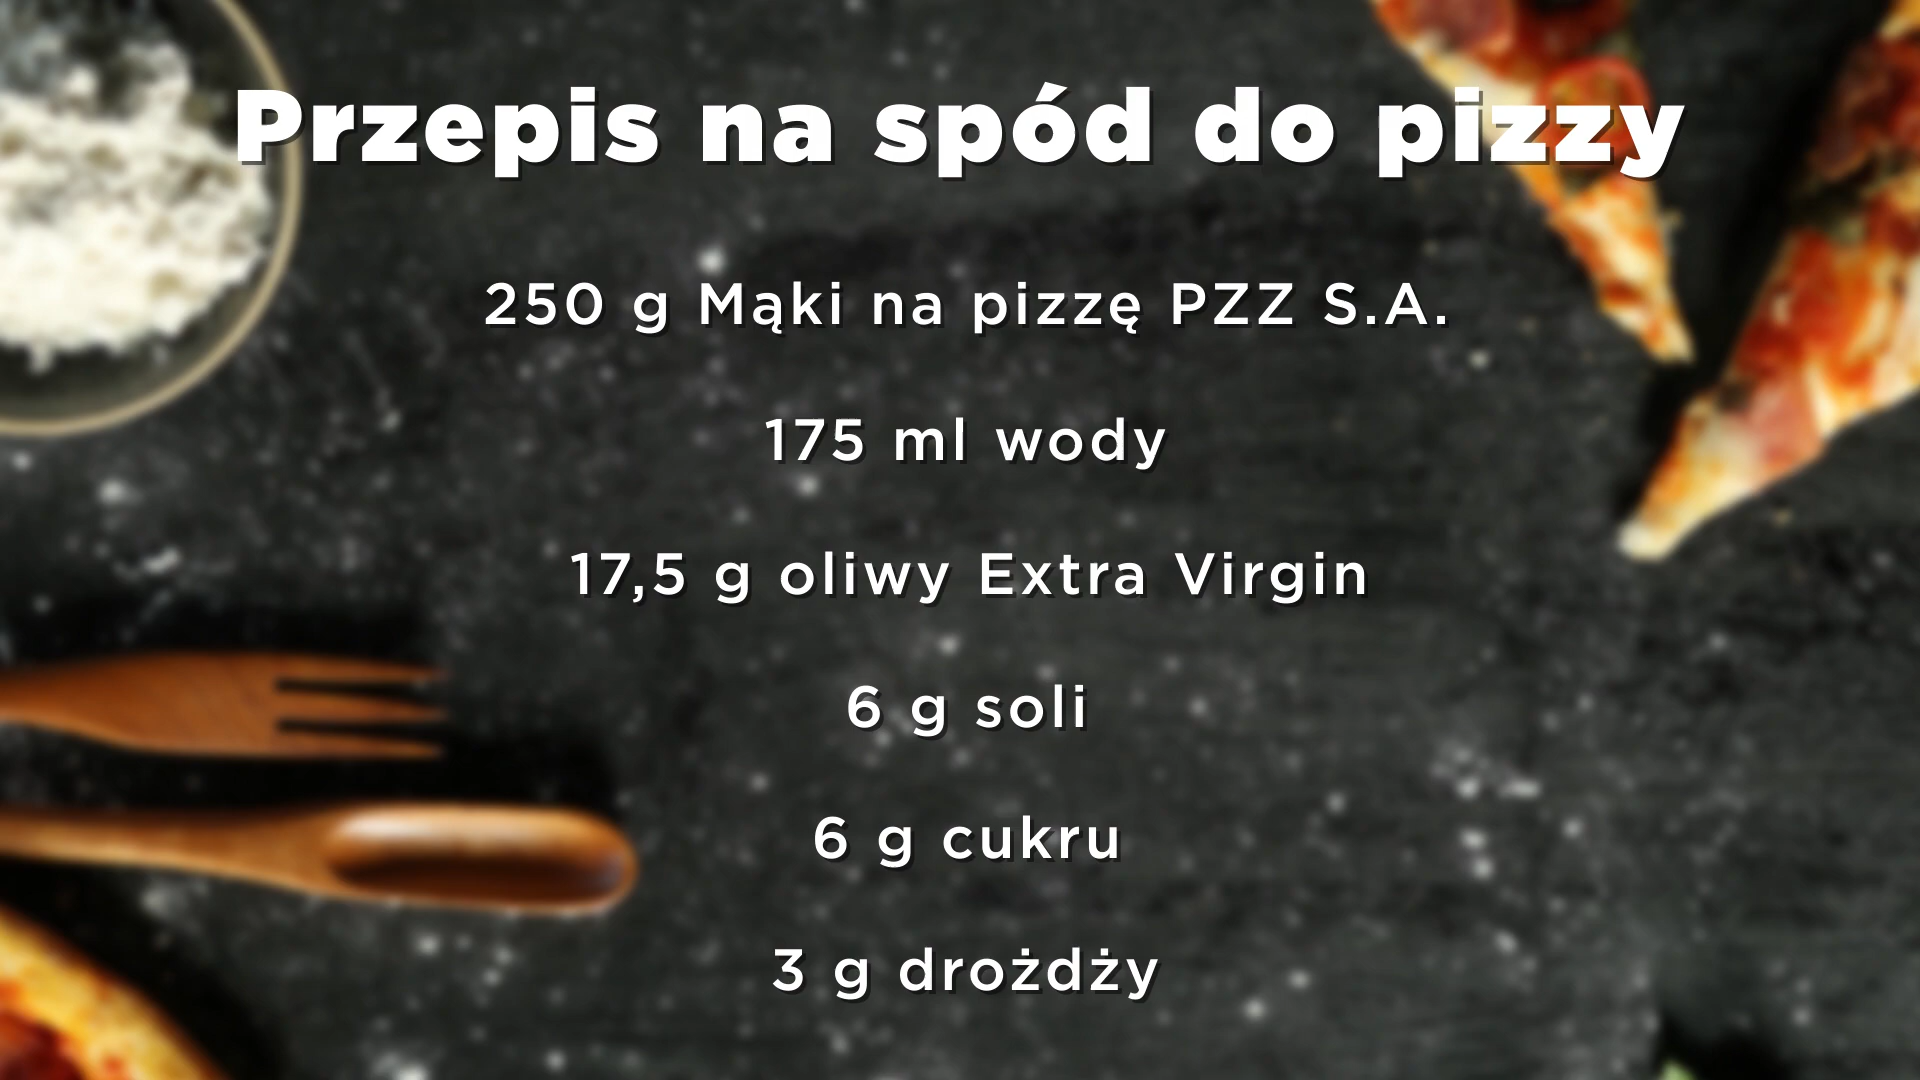 Przepis na spód do pizzy
250 g Mąki na pizzę PZZ S.A.
175 ml wody
17,5 g oliwy Extra Virgin
6 g soli
6 g cukru
3 g drożdży